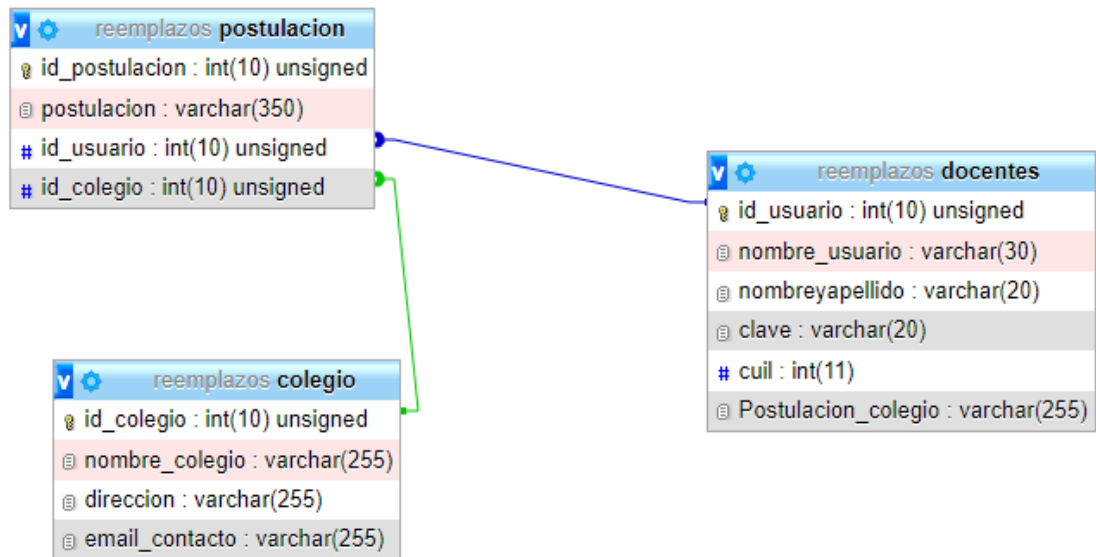 reemplazos postulacion
id_postulacion : int(10) unsigned
postulacion : varchar(350)
# id_usuario : int(10) unsigned
# id_colegio : int(10) unsigned
v reemplazos docentes
id_usuario : int(10) unsigned
nombre_usuario : varchar(30)
nombreyapellido : varchar(20)
clave : varchar(20)
# cuil : int(11)
Postulacion_colegio : varchar(255)
v reemplazos colegio
id_colegio : int(10) unsigned
nombre_colegio : varchar(255)
direccion : varchar(255)
email_contacto : varchar(255)